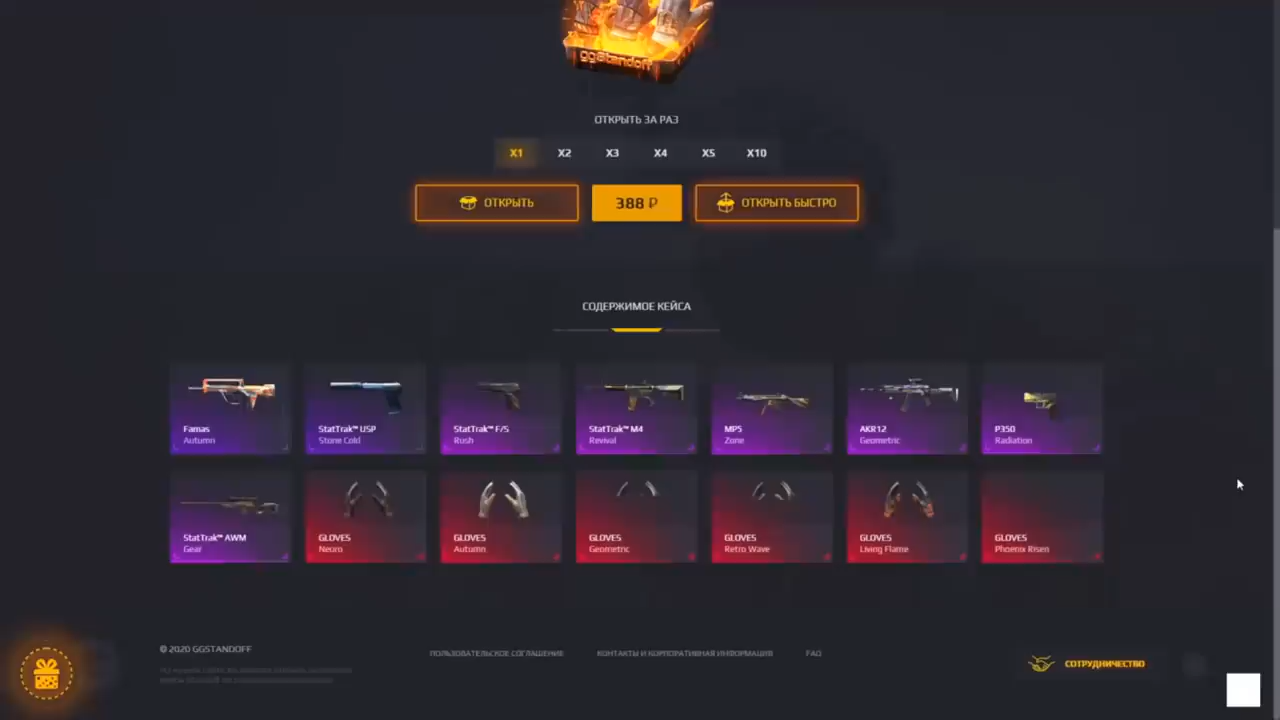 ggStandoff
ОТКРЫТЬ ЗА РАЗ
X1 X2 X3 X4 X5 X10
ОТКРЫТЬ 388 ₽ ОТКРЫТЬ БЫСТРО
СОДЕРЖИМОЕ КЕЙСА
Famas
Autumn
StatTrak™ USP
Stone Cold
StatTrak™ F/S
Rush
StatTrak™ M4
Revival
MP5
Zone
AKR12
Geometric
P350
Radiation
StatTrak™ AWM
Gear
GLOVES
Neuro
GLOVES
Autumn
GLOVES
Geometric
GLOVES
Retro Wave
GLOVES
Living Flame
GLOVES
Phoenix Risen
© 2020 GGSTANDOFF
ПОЛЬЗОВАТЕЛЬСКОЕ СОГЛАШЕНИЕ
КОНТАКТЫ И КОРПОРАТИВНАЯ ИНФОРМАЦИЯ
FAQ
СОТРУДНИЧЕСТВО